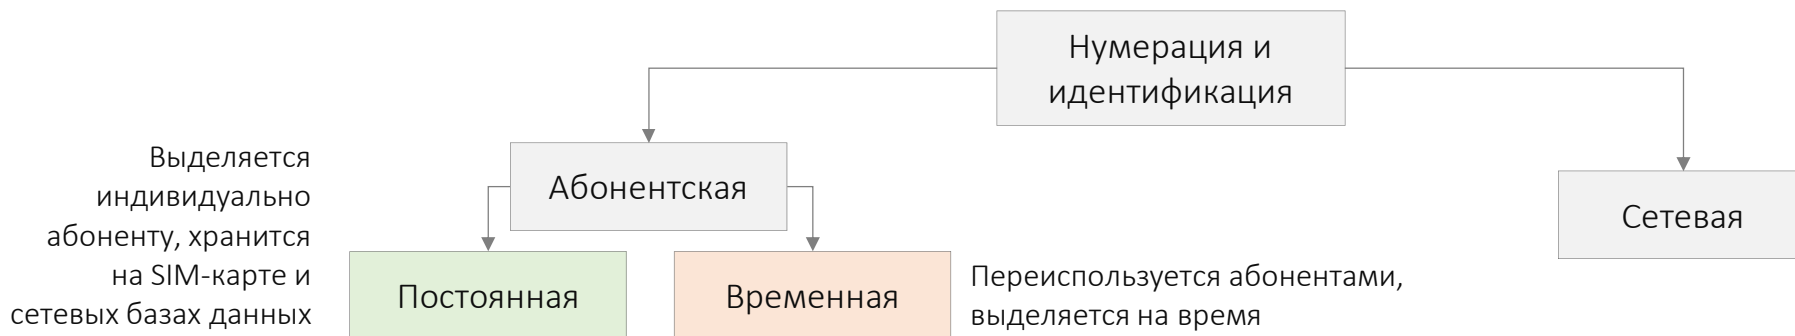 Нумерация и
идентификация
Абонентская
Сетевая
Выделяется
индивидуально
абоненту, хранится
на SIM-карте и
сетевых базах данных
Постоянная
Временная
Переиспользуется абонентами,
выделяется на время